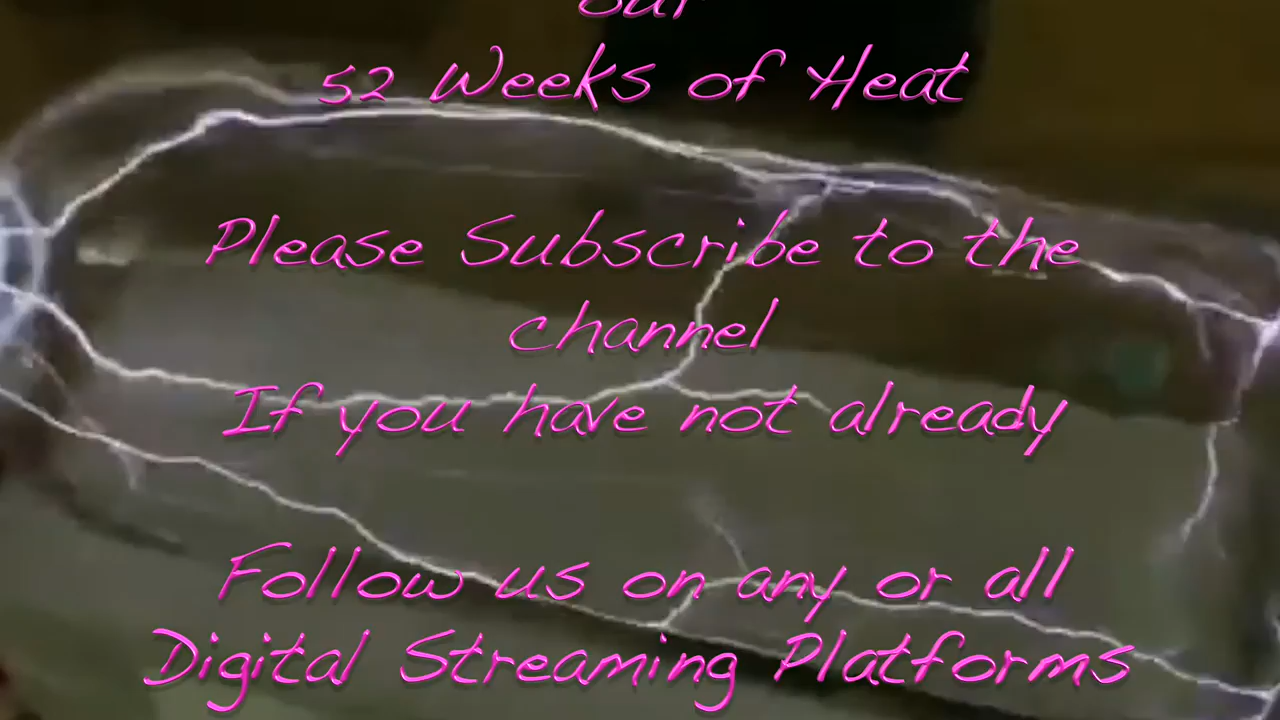 our
52 Weeks of Heat
Please Subscribe to the
channel
If you have not already
Follow us on any or all
Digital Streaming Platforms